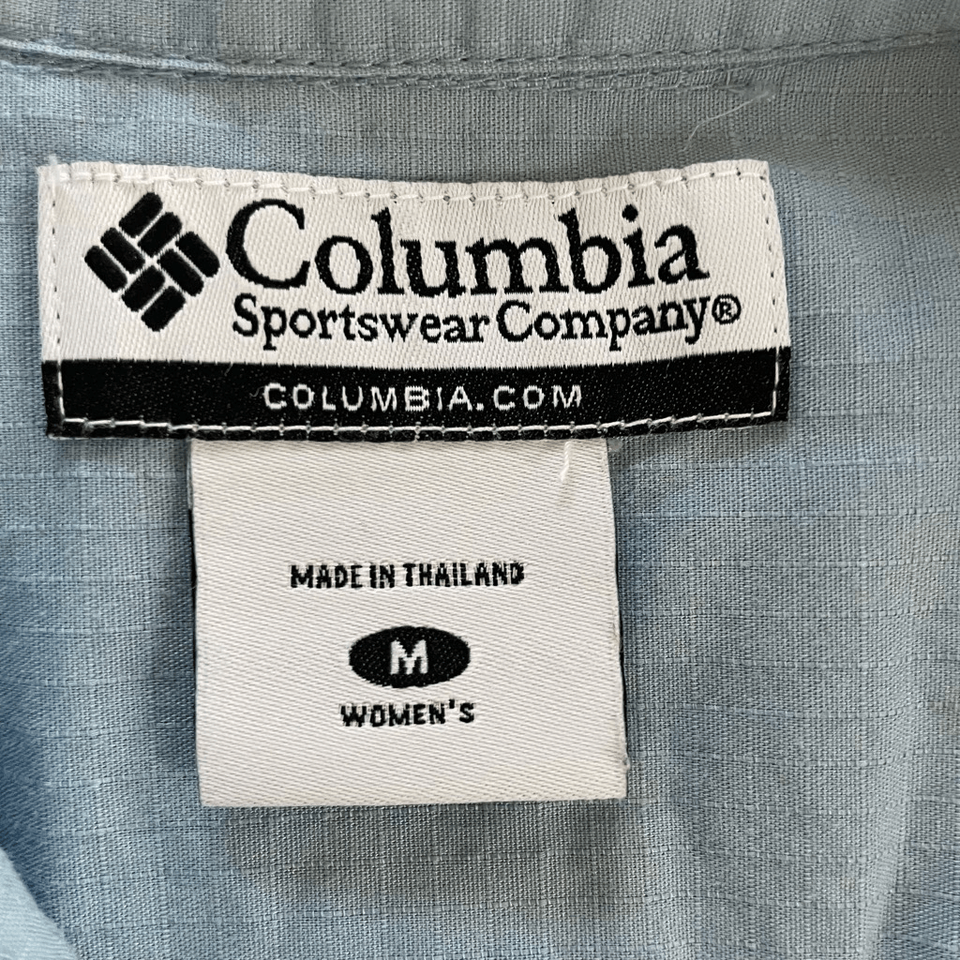 Columbia
Sportswear Company®
COLUMBIA.COM
MADE IN THAILAND
M
WOMEN'S